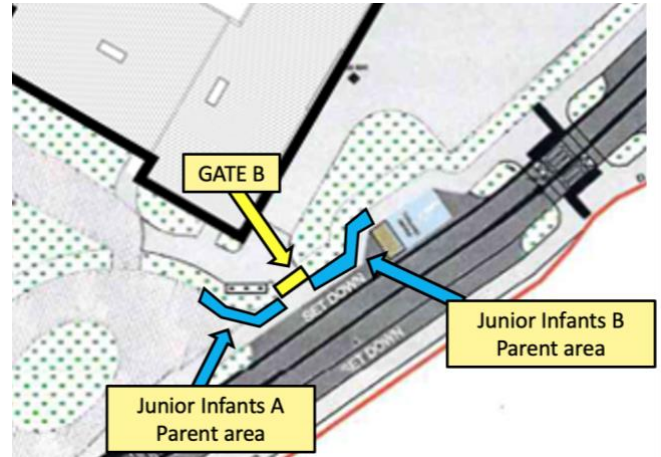 GATE B
SET DOWN
SET DOWN
Junior Infants B
Parent area
Junior Infants A
Parent area